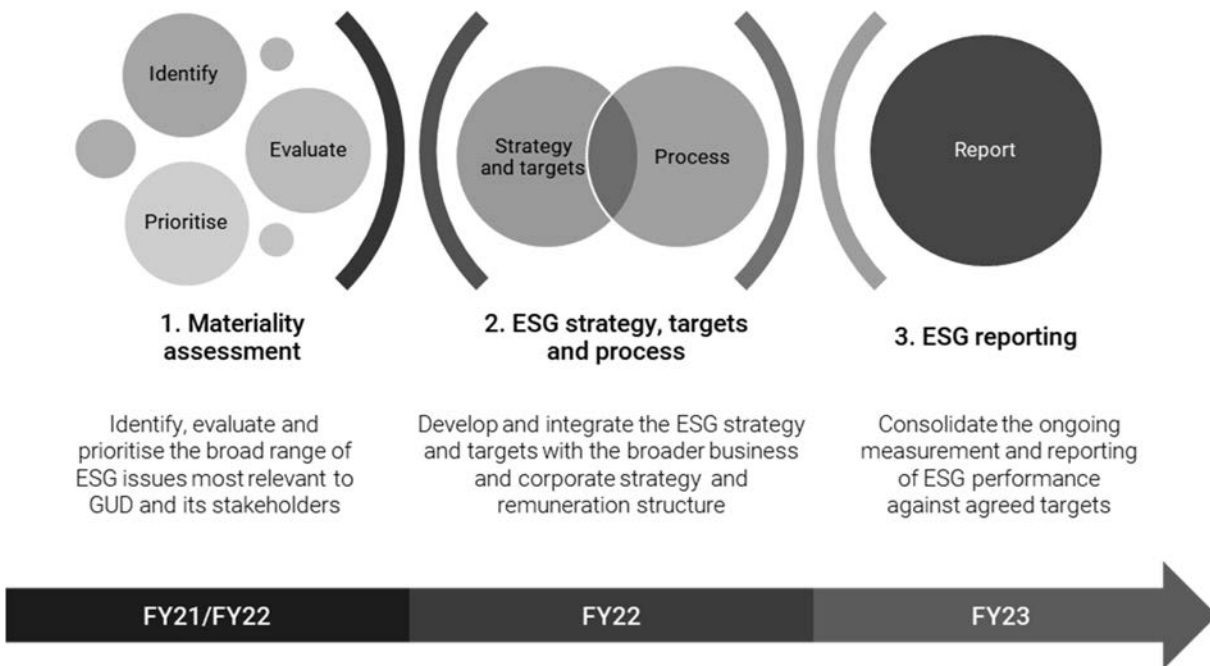 Identify
Evaluate
Prioritise
Strategy
and targets
Process
Report
1. Materiality
assessment
2. ESG strategy, targets
and process
3. ESG reporting
Identify, evaluate and
prioritise the broad range of
ESG issues most relevant to
GUD and its stakeholders
Develop and integrate the ESG strategy
and targets with the broader business
and corporate strategy and
remuneration structure
Consolidate the ongoing
measurement and reporting
of ESG performance
against agreed targets
FY21/FY22
FY22
FY23